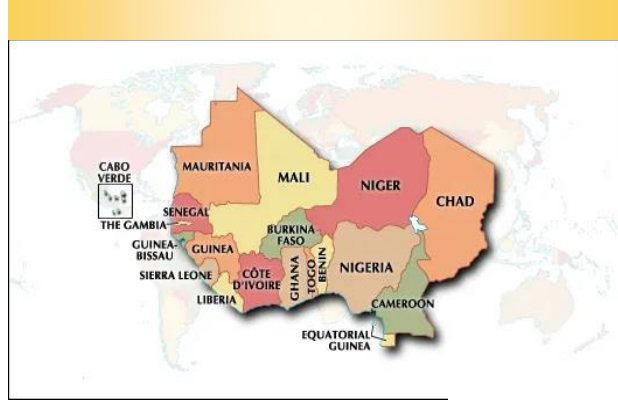 MAURITANIA
MALI
NIGER
CHAD
CABO
VERDE
SENEGAL
THE GAMBIA
GUINEA-
BISSAU
GUINEA
SIERRA LEONE
LIBERIA
CÔTE
D'IVOIRE
BURKINA
FASO
GHANA
TOGO
BENIN
NIGERIA
CAMEROON
EQUATORIAL
GUINEA